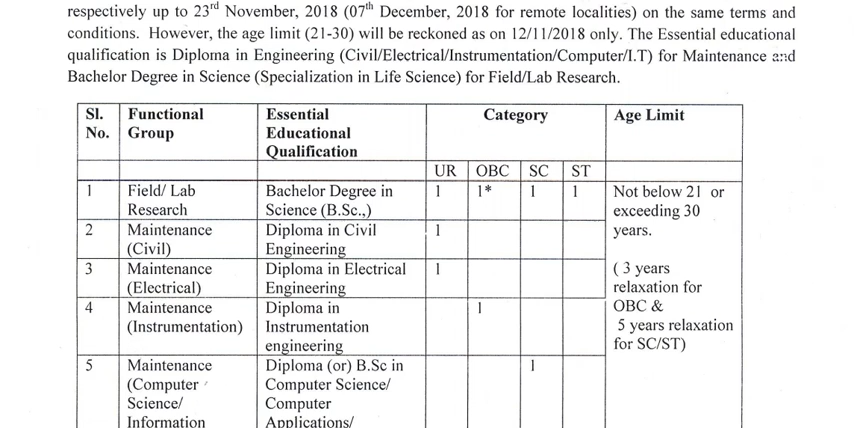 respectively up to 23rd November, 2018 (07th December, 2018 for remote localities) on the same terms and
conditions. However, the age limit (21-30) will be reckoned as on 12/11/2018 only. The Essential educational
qualification is Diploma in Engineering (Civil/Electrical/Instrumentation/Computer/I.T) for Maintenance and
Bachelor Degree in Science (Specialization in Life Science) for Field/Lab Research.
Sl. Functional Essential Category Age Limit
No. Group Educational
Qualification
UR OBC SC ST
1 Field/ Lab Bachelor Degree in 1 1* 1 1 Not below 21 or
Research Science (B.Sc.,) exceeding 30
2 Maintenance Diploma in Civil 1 years.
(Civil) Engineering
3 Maintenance Diploma in Electrical 1 ( 3 years
(Electrical) Engineering relaxation for
4 Maintenance Diploma in 1 OBC &
(Instrumentation) Instrumentation 5 years relaxation
engineering for SC/ST)
5 Maintenance Diploma (or) B.Sc in 1
(Computer Computer Science/
Science/ Computer
Information Applications/